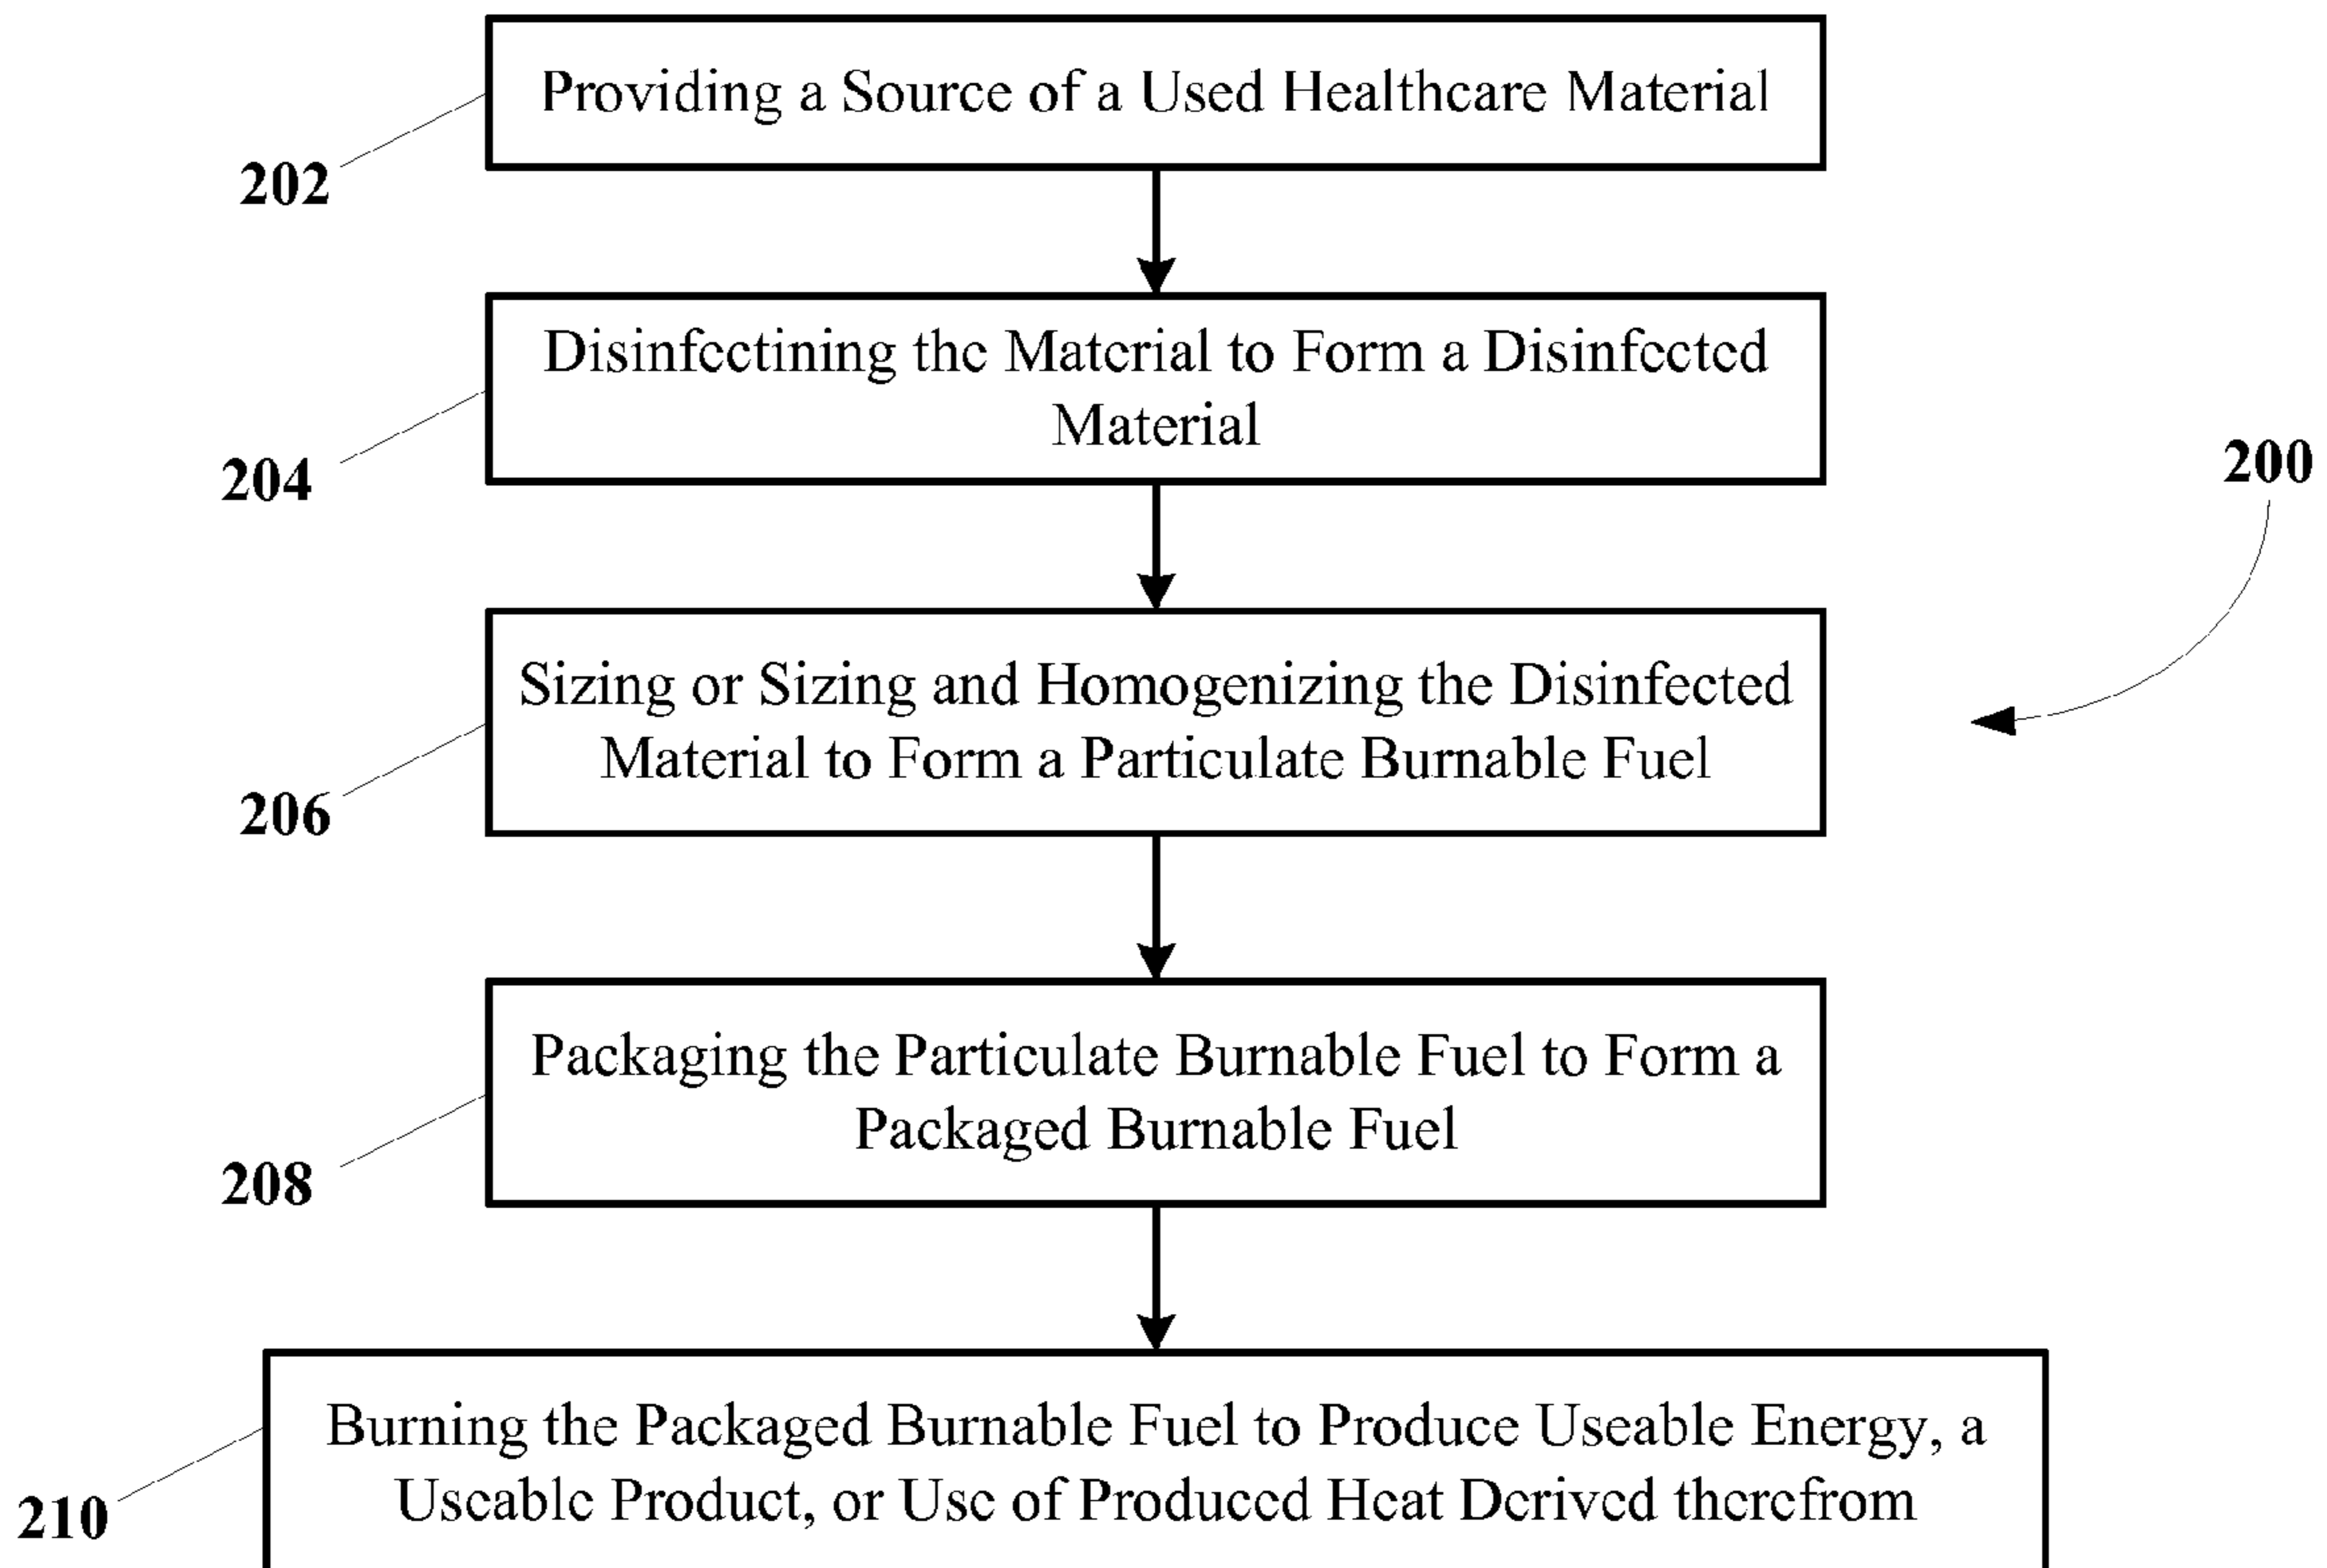 Providing a Source of a Used Healthcare Material
202
Disinfectining the Material to Form a Disinfected
Material
204
200
Sizing or Sizing and Homogenizing the Disinfected
Material to Form a Particulate Burnable Fuel
206
Packaging the Particulate Burnable Fuel to Form a
Packaged Burnable Fuel
208
Burning the Packaged Burnable Fuel to Produce Useable Energy, a
Useable Product, or Use of Produced Heat Derived therefrom
210